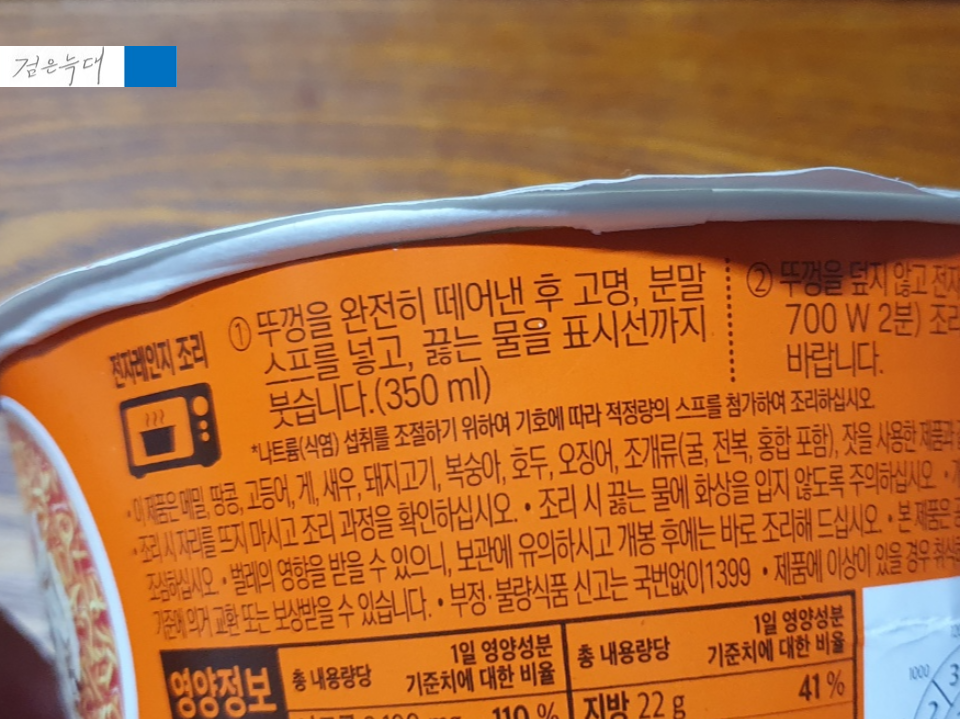 검은늑대
전자레인지 조리
① 뚜껑을 완전히 떼어낸 후 고명, 분말
스프를 넣고, 끓는 물을 표시선까지
붓습니다.(350 ml)
② 뚜껑을 덮지 않고 전자
700 W 2분) 조리
바랍니다.
*나트륨(식염) 섭취를 조절하기 위하여 기호에 따라 적정량의 스프를 첨가하여 조리하십시오.
• 이 제품은 메밀, 땅콩, 고등어, 게, 새우, 돼지고기, 복숭아, 호두, 오징어, 조개류(굴, 전복, 홍합 포함), 잣을 사용한 제품과
• 조리 시 자리를 뜨지 마시고 조리 과정을 확인하십시오. • 조리 시 끓는 물에 화상을 입지 않도록 주의하십시오.
조심하십시오. • 벌레의 영향을 받을 수 있으니, 보관에 유의하시고 개봉 후에는 바로 조리해 드십시오. • 본 제품은
기준에 의거 교환 또는 보상받을 수 있습니다. • 부정·불량식품 신고는 국번없이1399 • 제품에 이상이 있을 경우
영양정보
총 내용량당
1일 영양성분
기준치에 대한 비율
총 내용량당
1일 영양성분
기준치에 대한 비율
110 %
지방 22 g
41 %
1000
3
2